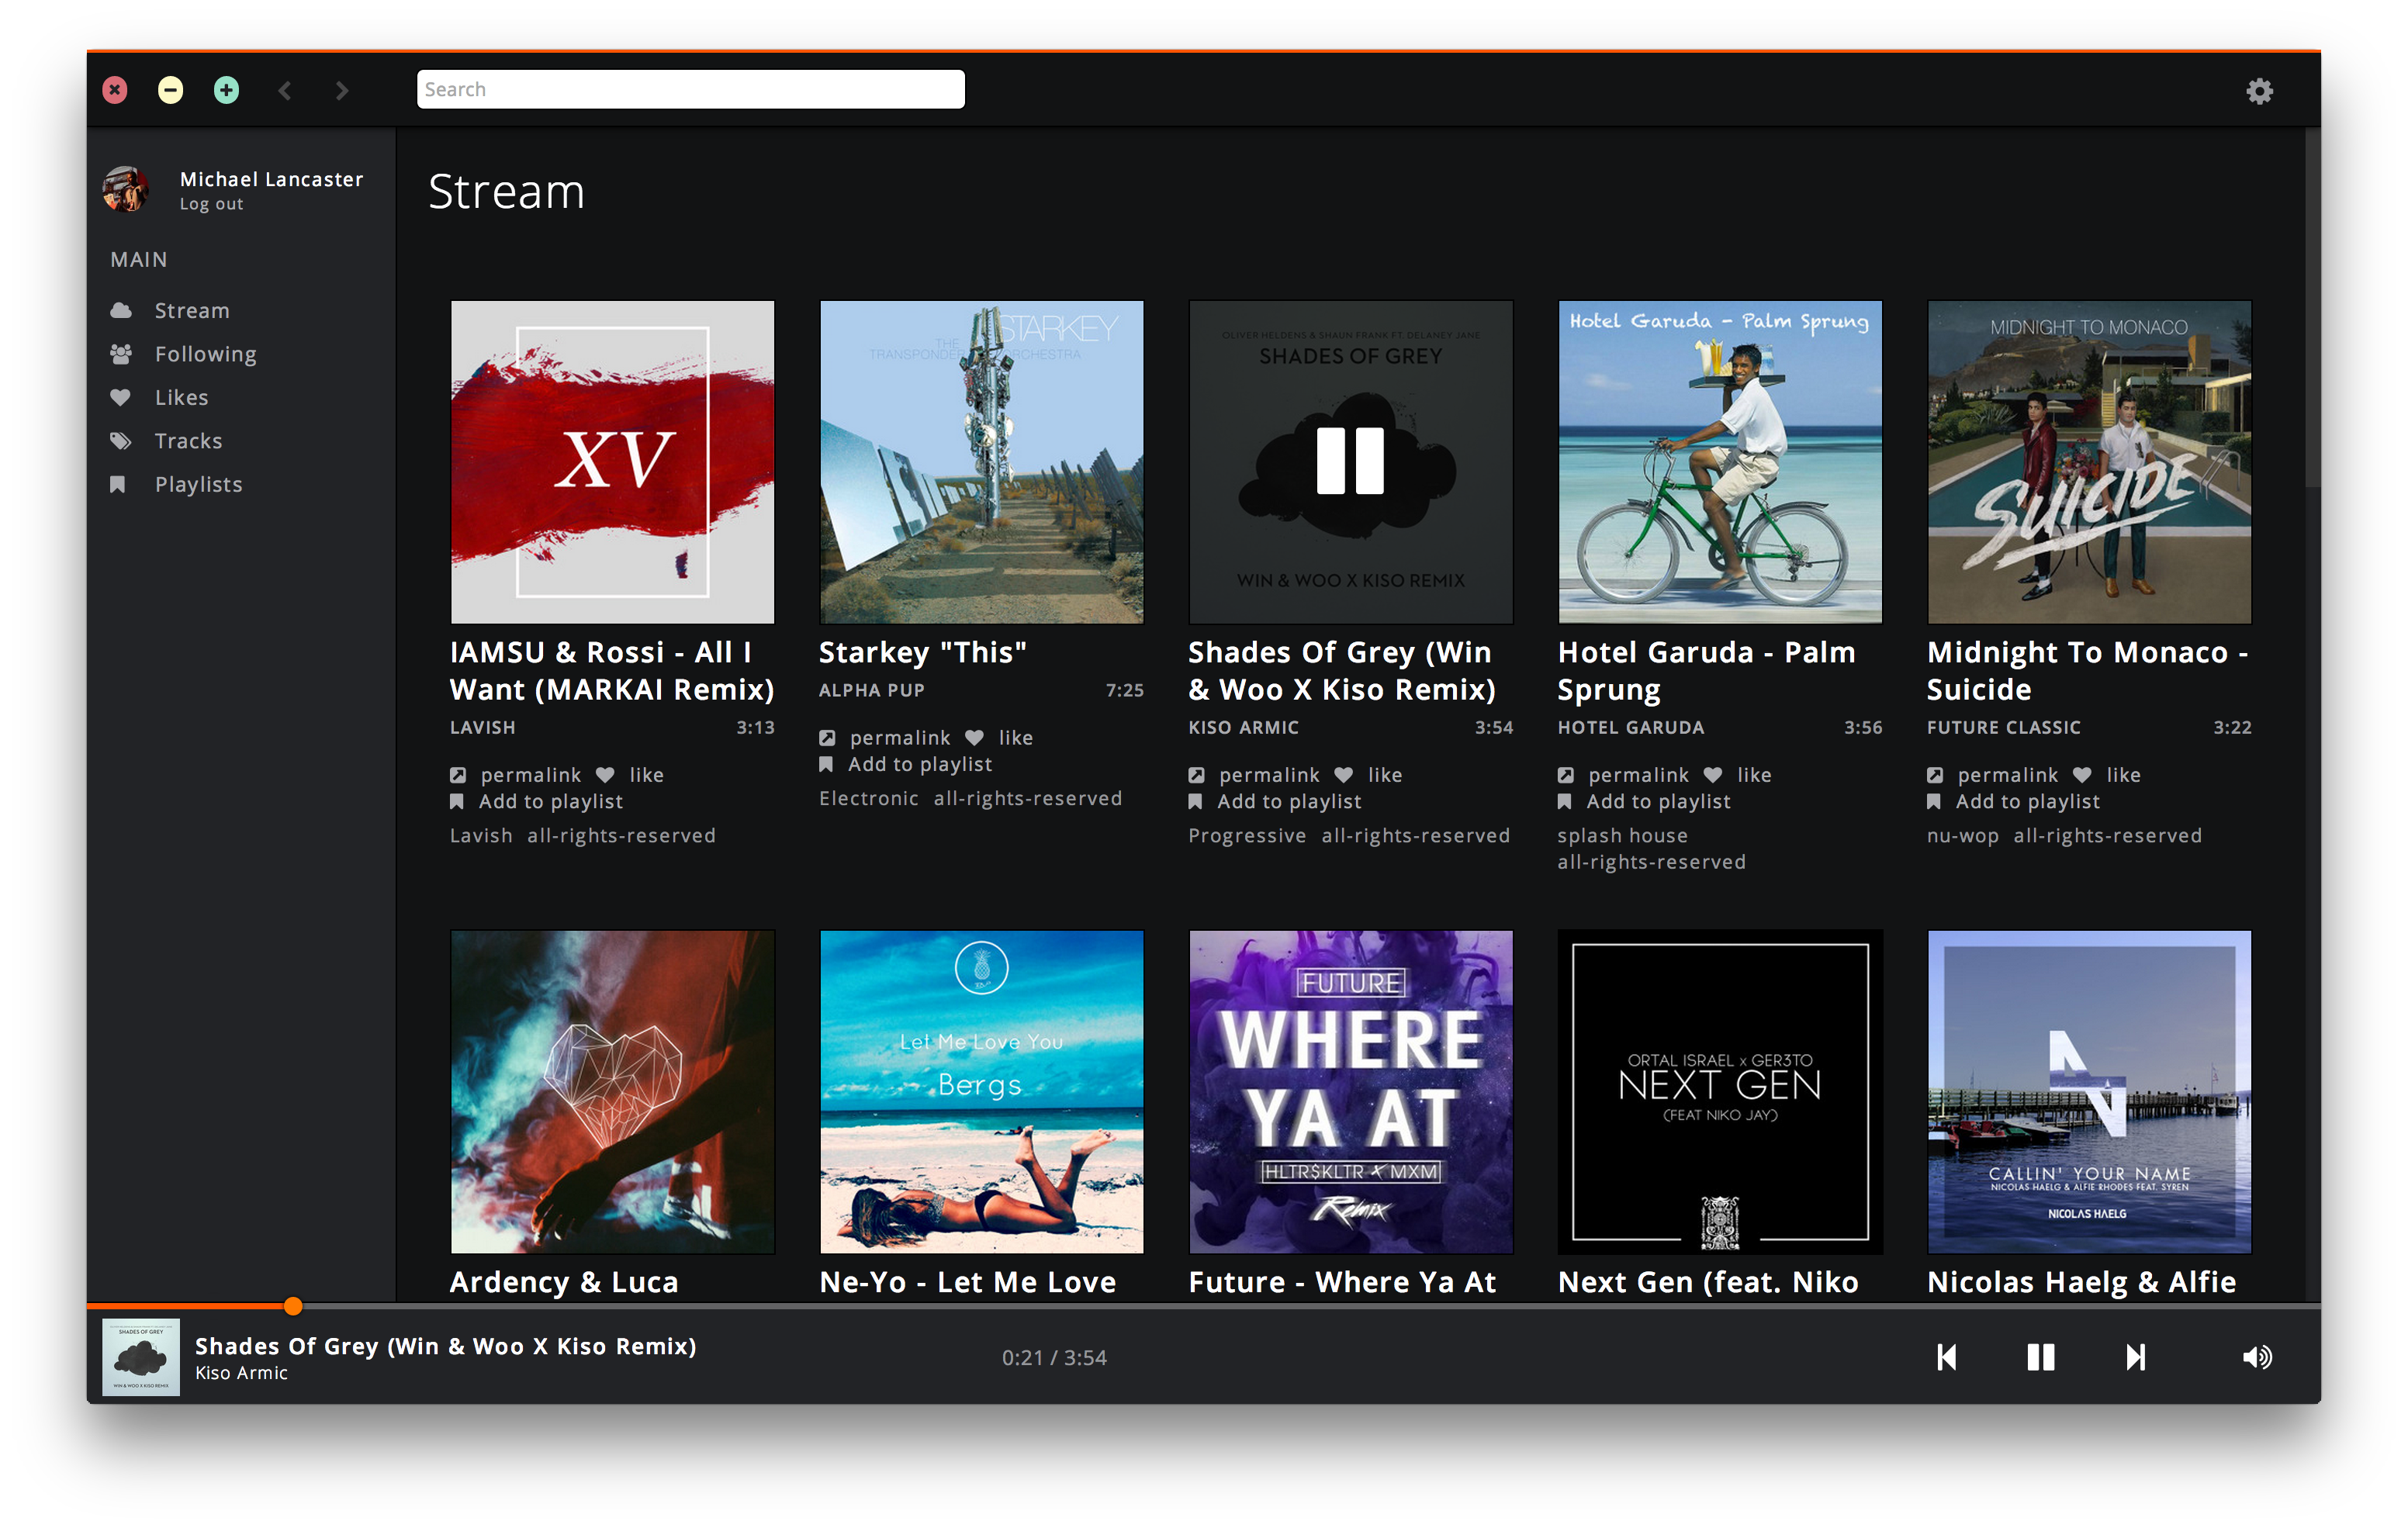 Search
Michael Lancaster
Log out
MAIN
Stream
Following
Likes
Tracks
Playlists
Stream
XV
STARKEY
THE
TRANSPONDER ORCHESTRA
OLIVER HELDENS & SHAUN FRANK FT. DELANEY JANE
SHADES OF GREY
WIN & WOO X KISO REMIX
Hotel Garuda - Palm Sprung
MIDNIGHT TO MONACO
SUICIDE
IAMSU & Rossi - All I
Want (MARKAl Remix)
LAVISH 3:13
permalink like
Add to playlist
Lavish all-rights-reserved
Starkey "This"
ALPHA PUP 7:25
permalink like
Add to playlist
Electronic all-rights-reserved
Shades Of Grey (Win
& Woo X Kiso Remix)
KISO ARMIC 3:54
permalink like
Add to playlist
Progressive all-rights-reserved
Hotel Garuda - Palm
Sprung
HOTEL GARUDA 3:56
permalink like
Add to playlist
splash house
all-rights-reserved
Midnight To Monaco -
Suicide
FUTURE CLASSIC 3:22
permalink like
Add to playlist
nu-wop all-rights-reserved
Let Me Love You
Bergs
FUTURE
WHERE
YA AT
HLTR$KLTR X MXM
Remix
ORTAL ISRAEL x GER3TO
NEXT GEN
(FEAT NIKO JAY)
N
CALLIN' YOUR NAME
NICOLAS HAELG & ALFIE RHODES FEAT. SYREN
NICOLAS HAELG
Ardency & Luca
Ne-Yo - Let Me Love
Future - Where Ya At
Next Gen (feat. Niko
Nicolas Haelg & Alfie
SHADES OF GREY
WIN & WOO X KISO REMIX
Shades Of Grey (Win & Woo X Kiso Remix)
Kiso Armic
0:21 / 3:54